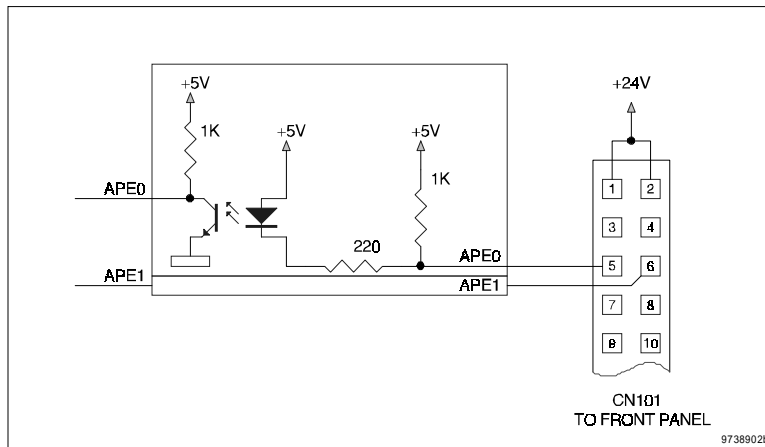 +24V
+5V
1K
+5V
+5V
1K
APE0
220
APE0
APE1
APE1
1
2
3
4
5
6
7
8
9
10
CN101
TO FRONT PANEL